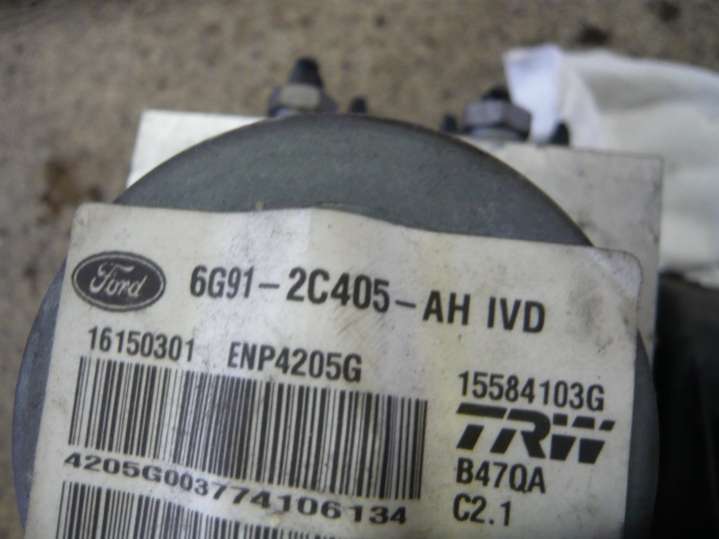 Ford 6G91-2C405-AH IVD
16150301 ENP4205G
15584103G
TRW
4205G003774106134
B47QA
C2.1